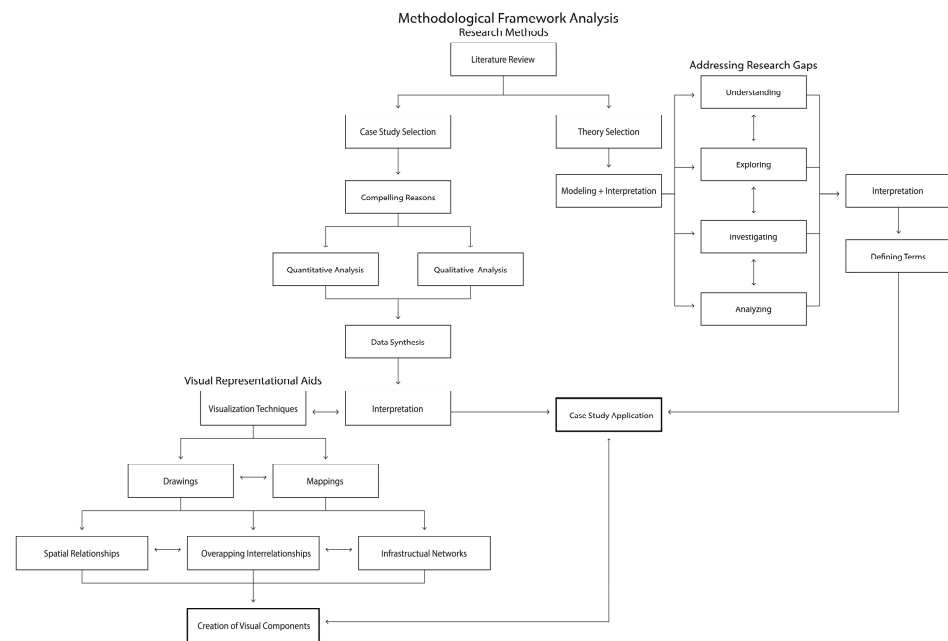 Methodological Framework Analysis
Research Methods
Literature Review
Addressing Research Gaps
Understanding
Case Study Selection
Theory Selection
Exploring
Compelling Reasons
Modeling + Interpretation
Interpretation
Investigating
Quantitative Analysis
Qualitative Analysis
Defining Terms
Analyzing
Data Synthesis
Visual Representational Aids
Visualization Techniques
Interpretation
Case Study Application
Drawings
Mappings
Spatial Relationships
Overapping Interrelationships
Infrastructual Networks
Creation of Visual Components